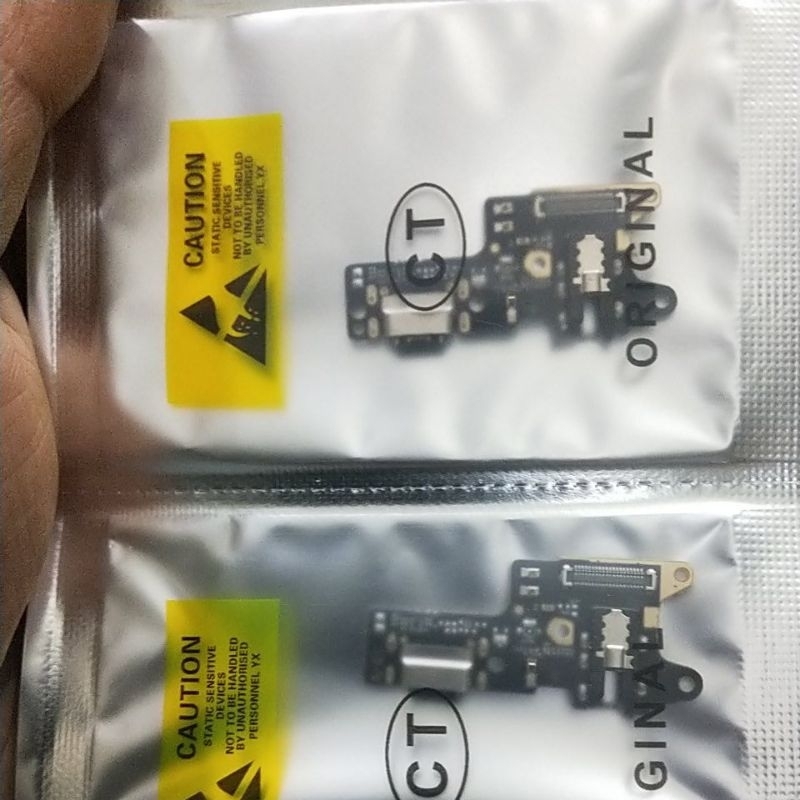 CAUTION
STATIC SENSITIVE
DEVICES
NOT TO BE HANDLED
BY UNAUTHORISED
PERSONNEL YX
CT
ORIGINAL
CAUTION
STATIC SENSITIVE
DEVICES
NOT TO BE HANDLED
BY UNAUTHORISED
PERSONNEL YX
CT
GINAL